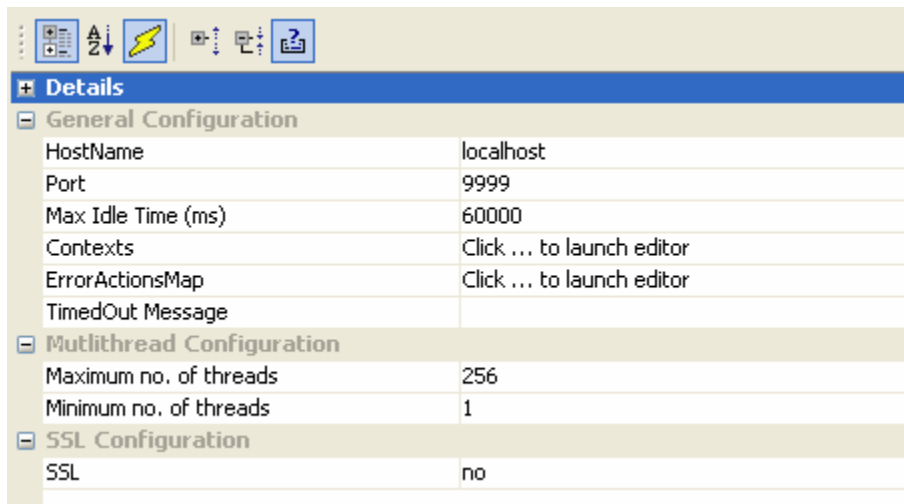 Details
General Configuration
HostName localhost
Port 9999
Max Idle Time (ms) 60000
Contexts Click ... to launch editor
ErrorActionsMap Click ... to launch editor
TimedOut Message
Mutlithread Configuration
Maximum no. of threads 256
Minimum no. of threads 1
SSL Configuration
SSL no